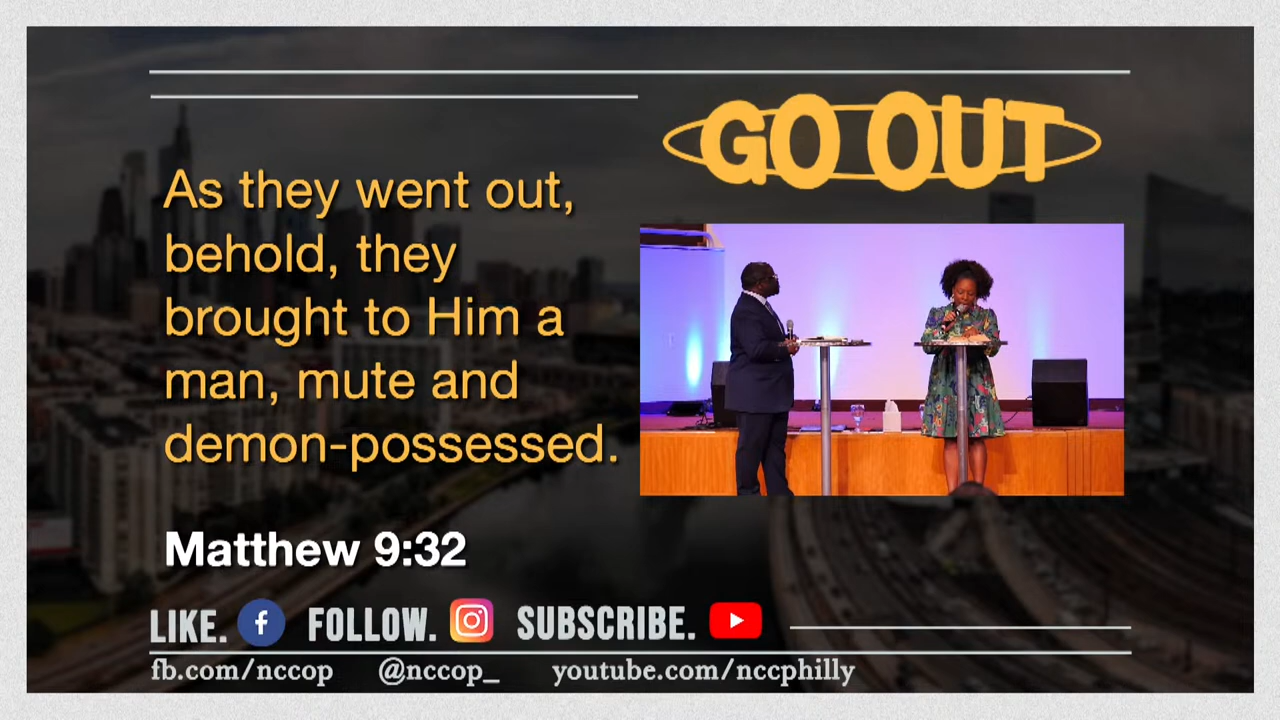 GO OUT
As they went out,
behold, they
brought to Him a
man, mute and
demon-possessed.
Matthew 9:32
LIKE. FOLLOW. SUBSCRIBE.
fb.com/nccop @nccop_ youtube.com/nccphilly